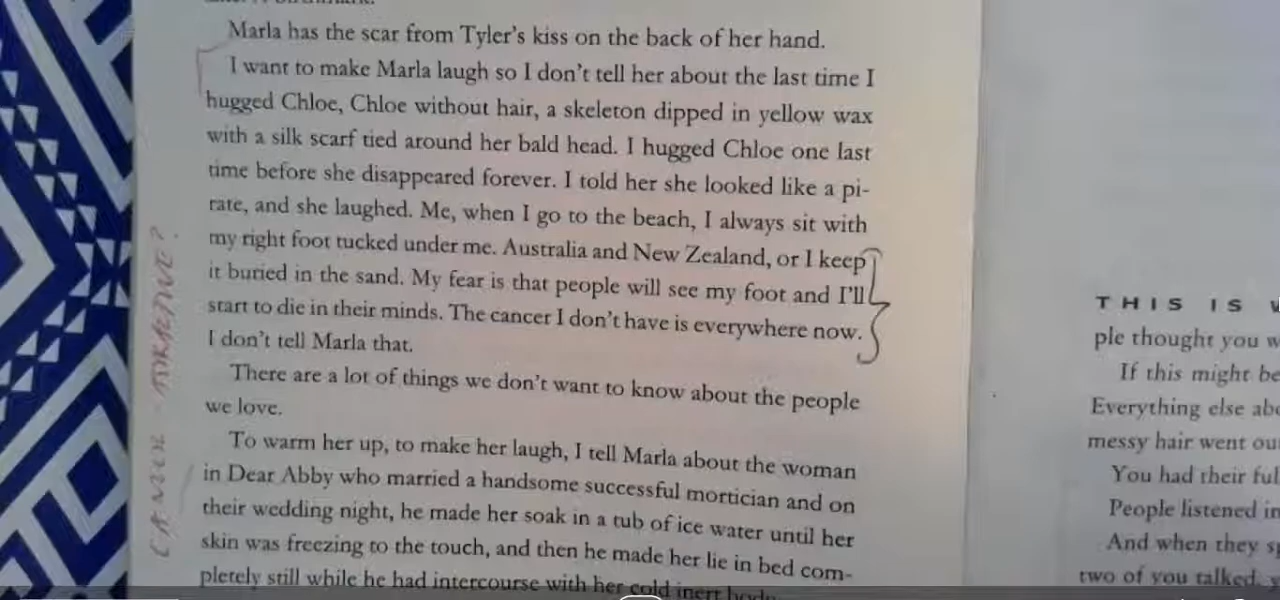 Marla has the scar from Tyler's kiss on the back of her hand.
I want to make Marla laugh so I don't tell her about the last time I
hugged Chloe, Chloe without hair, a skeleton dipped in yellow wax
with a silk scarf tied around her bald head. I hugged Chloe one last
time before she disappeared forever. I told her she looked like a pi-
rate, and she laughed. Me, when I go to the beach, I always sit with
my right foot tucked under me. Australia and New Zealand, or I keep
it buried in the sand. My fear is that people will see my foot and I'll
start to die in their minds. The cancer I don't have is everywhere now.
I don't tell Marla that.
There are a lot of things we don't want to know about the people
we love.
To warm her up, to make her laugh, I tell Marla about the woman
in Dear Abby who married a handsome successful mortician and on
their wedding night, he made her soak in a tub of ice water until her
skin was freezing to the touch, and then he made her lie in bed com-
pletely still while he had intercourse with her cold inert
CANCER -
THIS IS
ple thought you
If this might be
Everything else
messy hair went
You had their
People listened
And when they
two of you talked,